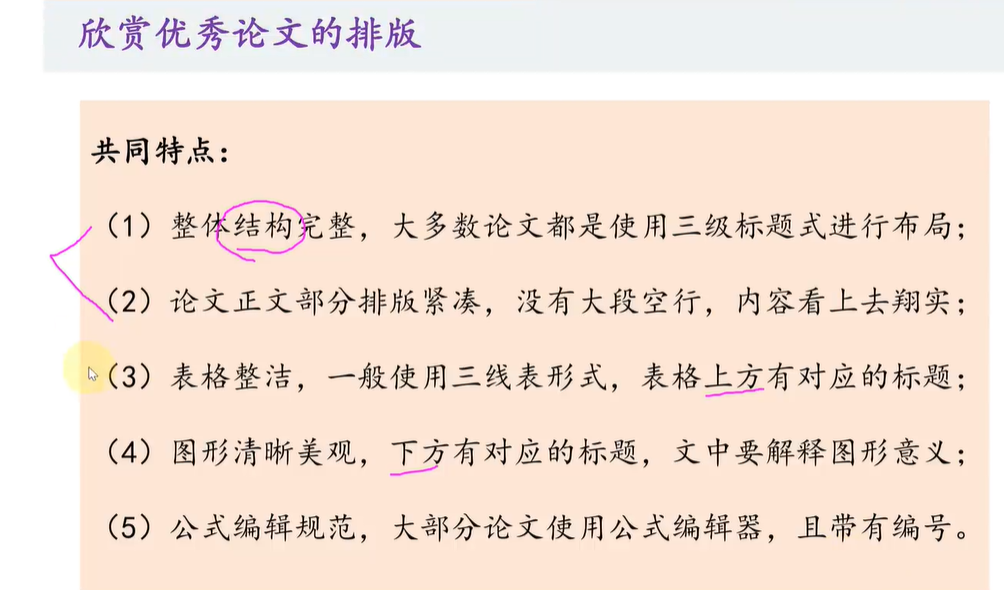 欣赏优秀论文的排版
共同特点：
（1）整体结构完整，大多数论文都是使用三级标题式进行布局；
（2）论文正文部分排版紧凑，没有大段空行，内容看上去翔实；
（3）表格整洁，一般使用三线表形式，表格上方有对应的标题；
（4）图形清晰美观，下方有对应的标题，文中要解释图形意义；
（5）公式编辑规范，大部分论文使用公式编辑器，且带有编号。